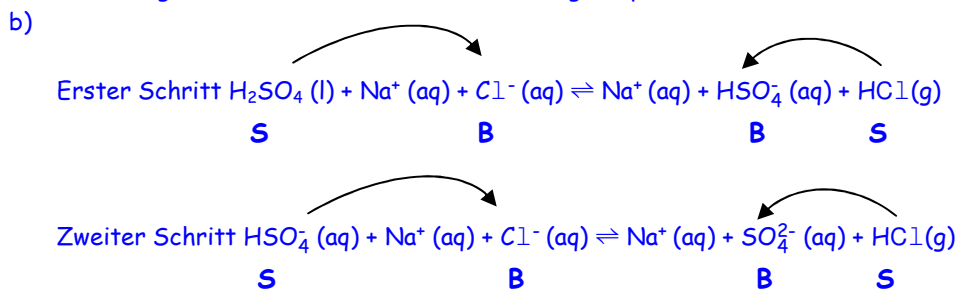 b)
Erster Schritt H₂SO₄ (l) + Na⁺ (aq) + Cl⁻ (aq) ⇌ Na⁺ (aq) + HSO₄⁻ (aq) + HCl(g)
S B B S
Zweiter Schritt HSO₄⁻ (aq) + Na⁺ (aq) + Cl⁻ (aq) ⇌ Na⁺ (aq) + SO₄²⁻ (aq) + HCl(g)
S B B S